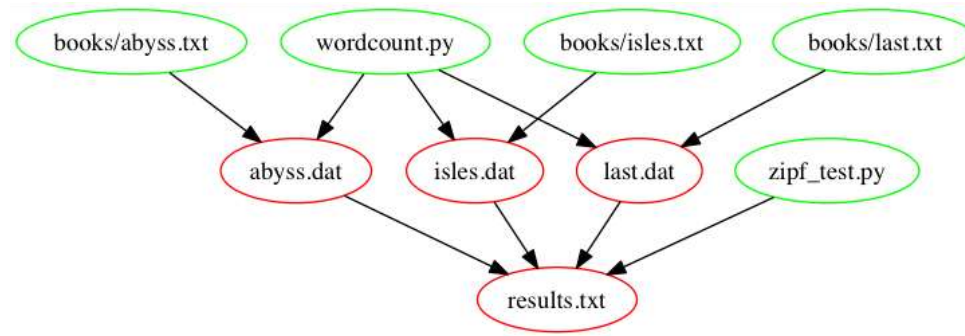 books/abyss.txt
wordcount.py
books/isles.txt
books/last.txt
abyss.dat
isles.dat
last.dat
zipf_test.py
results.txt